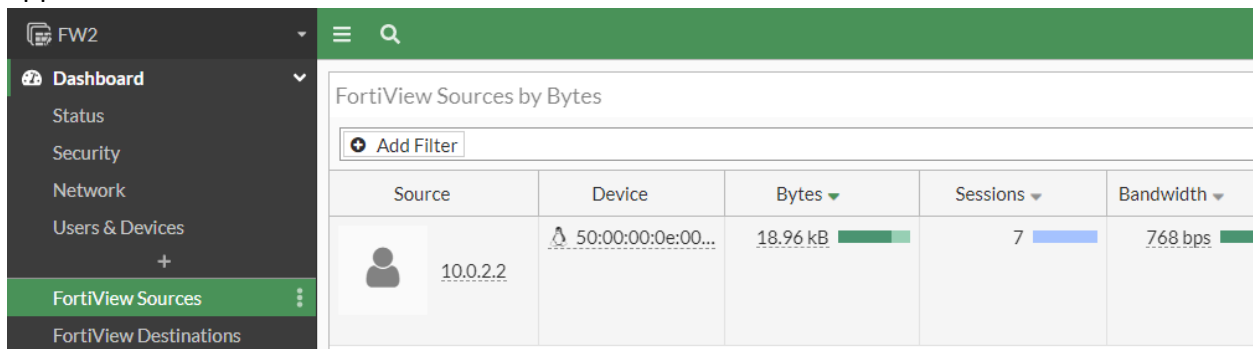 FW2
Dashboard
Status
Security
Network
Users & Devices
+
FortiView Sources
FortiView Destinations
FortiView Sources by Bytes
Add Filter
Source Device Bytes Sessions Bandwidth
10.0.2.2 50:00:00:0e:00... 18.96 kB 7 768 bps